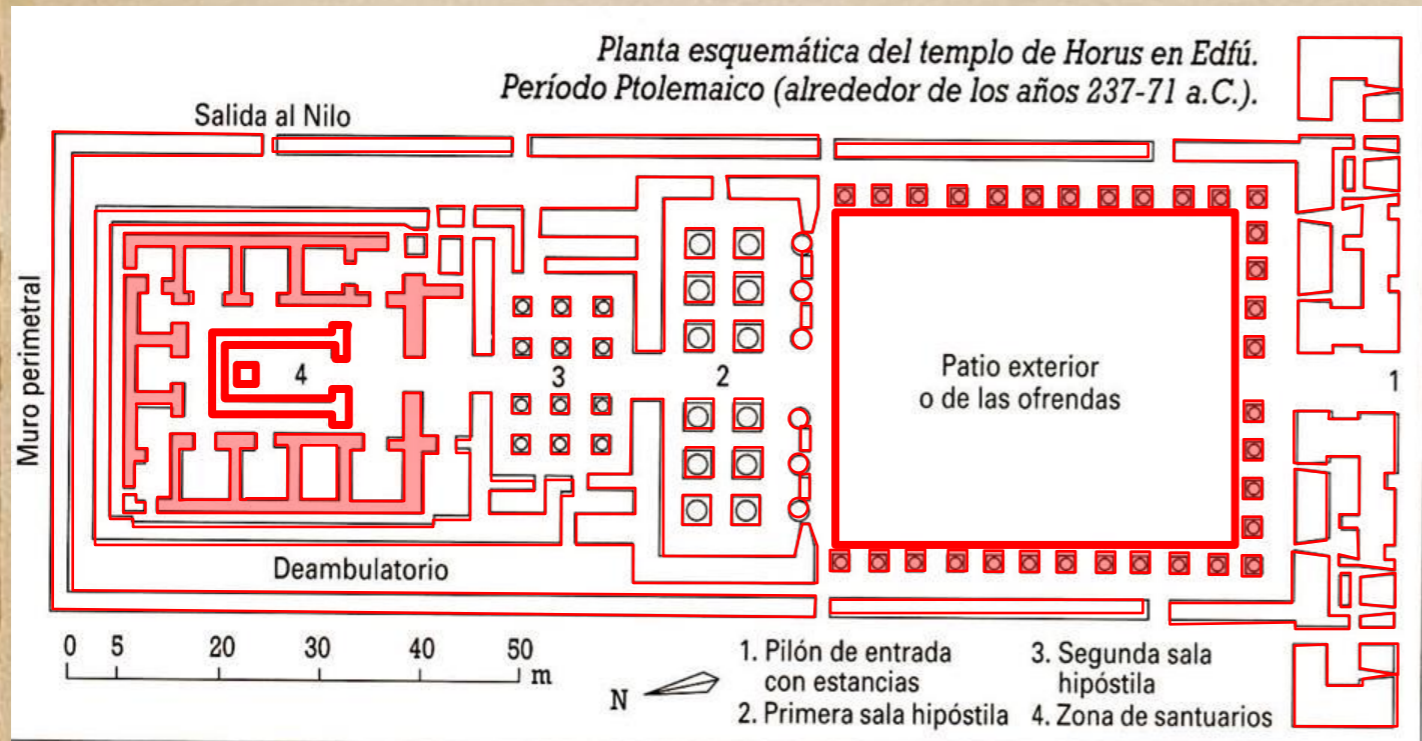 Planta esquemática del templo de Horus en Edfú.
Período Ptolemaico (alrededor de los años 237-71 a.C.).
Salida al Nilo
Muro perimetral
4
3
2
Patio exterior
o de las ofrendas
1
Deambulatorio
0 5 20 30 40 50
m
N
1. Pilón de entrada
con estancias
2. Primera sala hipóstila
3. Segunda sala
hipóstila
4. Zona de santuarios